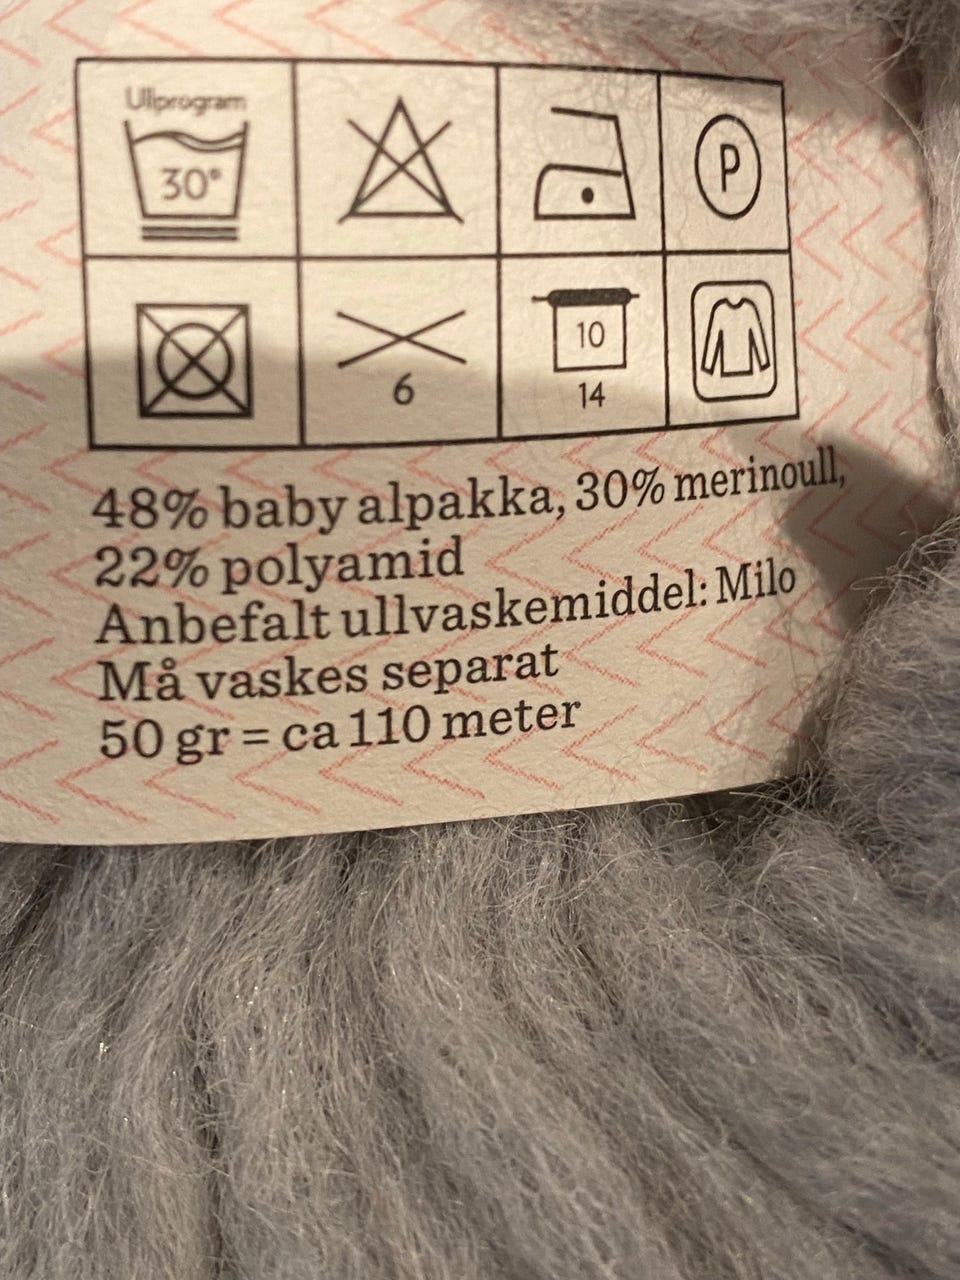 Ullprogram
30°
P
6
10
14
48% baby alpakka, 30% merinoull,
22% polyamid
Anbefalt ullvaskemiddel: Milo
Må vaskes separat
50 gr = ca 110 meter